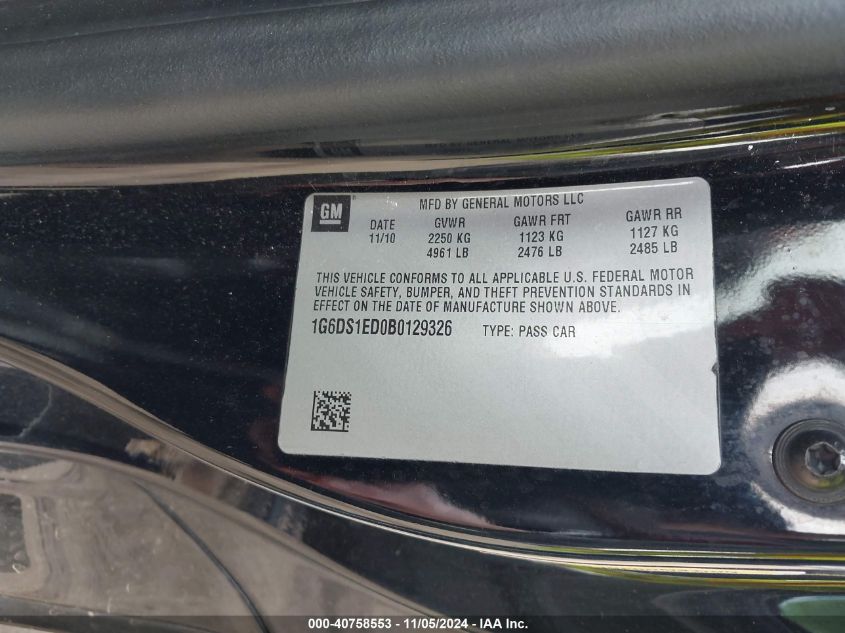 GM
MFD BY GENERAL MOTORS LLC
DATE GVWR GAWR FRT GAWR RR
11/10 2250 KG 1123 KG 1127 KG
4961 LB 2476 LB 2485 LB
THIS VEHICLE CONFORMS TO ALL APPLICABLE U.S. FEDERAL MOTOR
VEHICLE SAFETY, BUMPER, AND THEFT PREVENTION STANDARDS IN
EFFECT ON THE DATE OF MANUFACTURE SHOWN ABOVE.
1G6DS1ED0B0129326 TYPE: PASS CAR
000-40758553 - 11/05/2024 - IAA Inc.